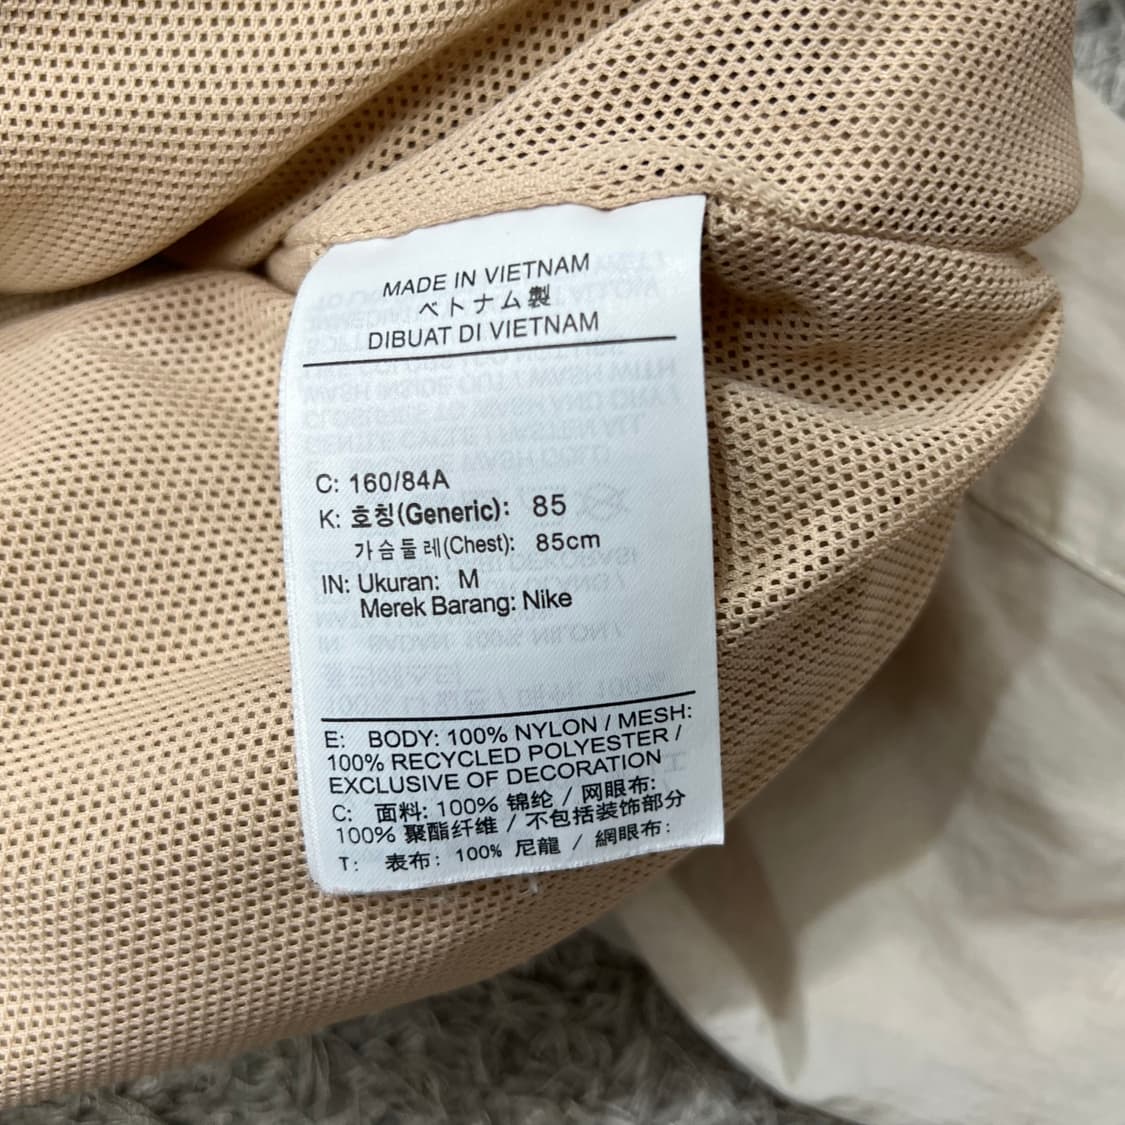 MADE IN VIETNAM
ベトナム製
DIBUAT DI VIETNAM
C: 160/84A
K: 호칭(Generic): 85
가슴둘레(Chest): 85cm
IN: Ukuran: M
Merek Barang: Nike
E: BODY: 100% NYLON / MESH:
100% RECYCLED POLYESTER /
EXCLUSIVE OF DECORATION
C: 面料: 100% 锦纶 / 网眼布:
100% 聚酯纤维 / 不包括装饰部分
T: 表布: 100% 尼龍 / 網眼布: